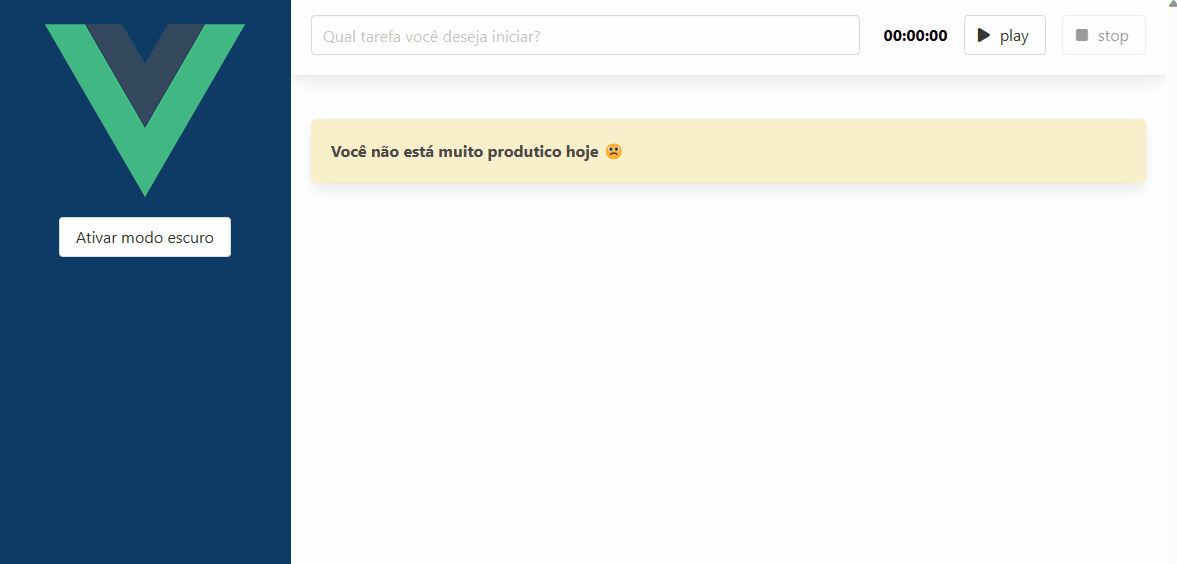 Qual tarefa você deseja iniciar?
00:00:00
play
stop
Você não está muito produtico hoje 🙁
Ativar modo escuro